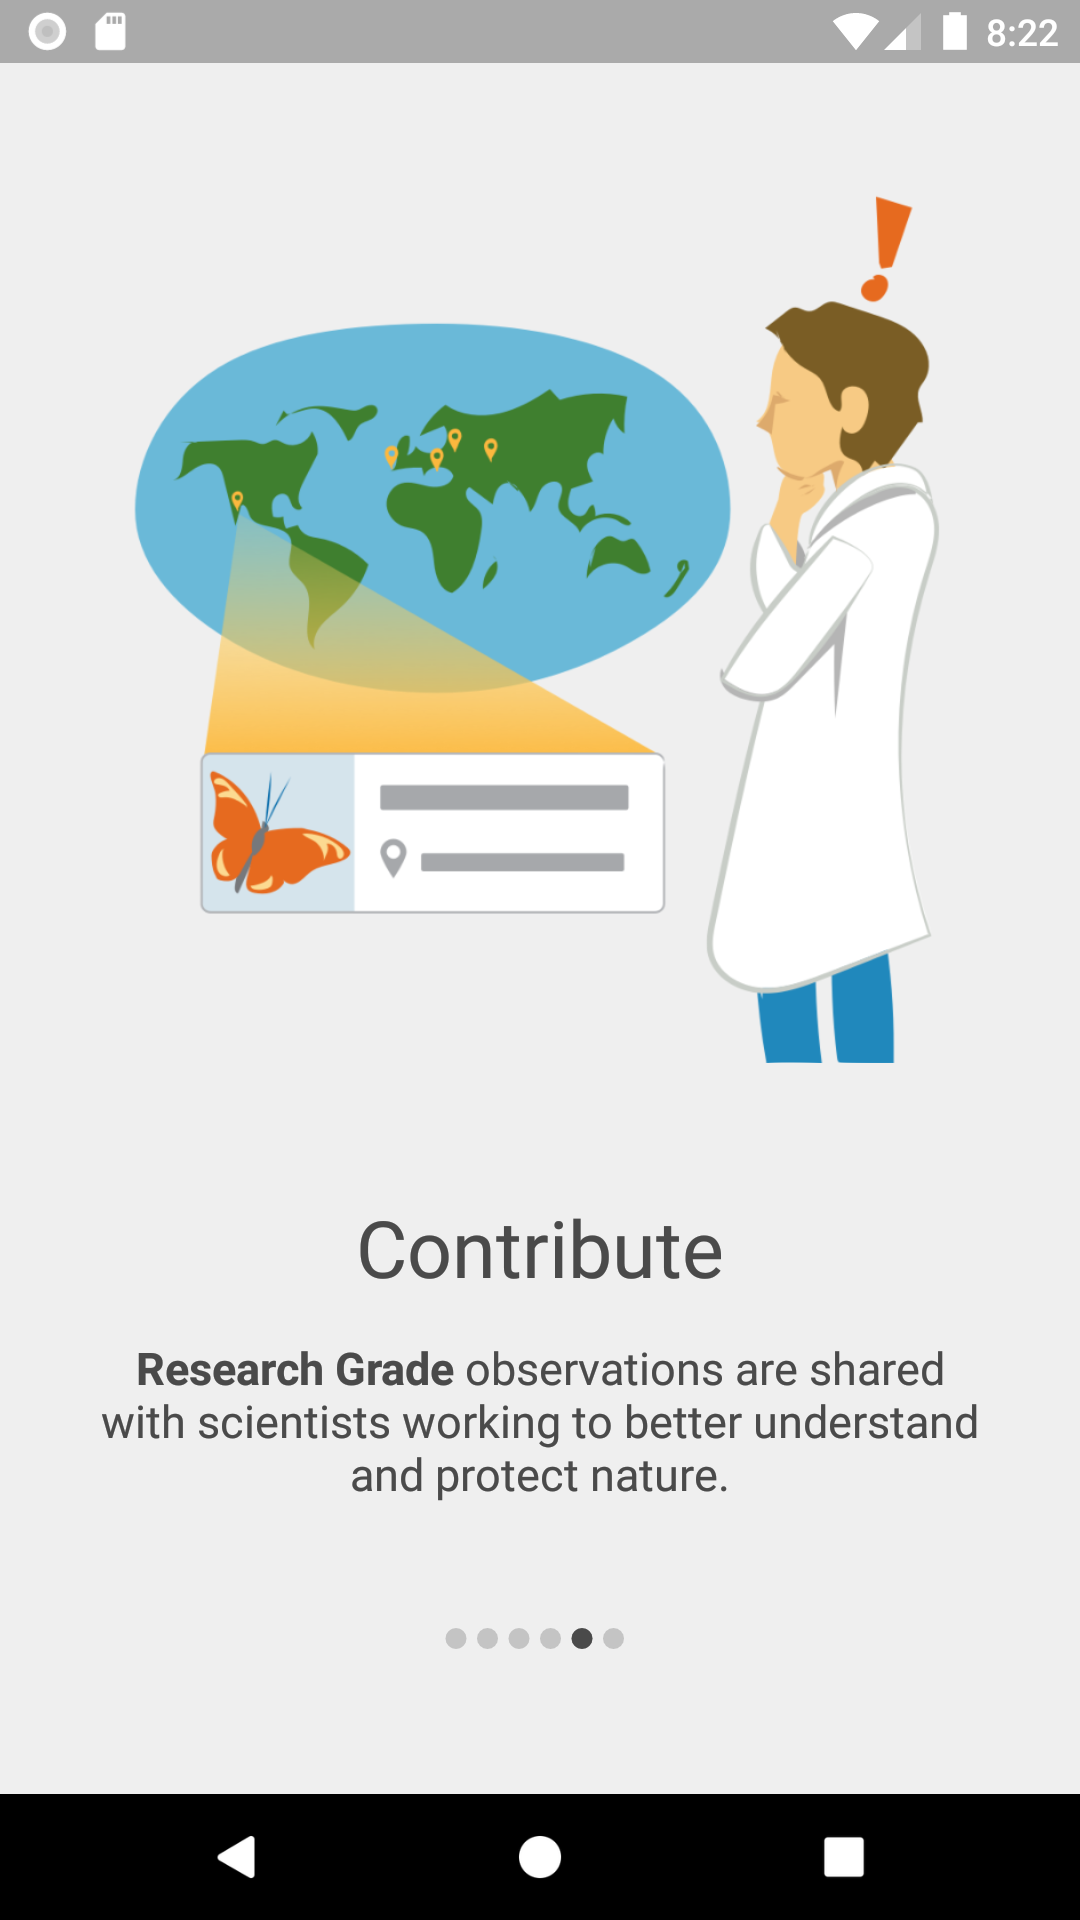 8:22
Contribute
Research Grade observations are shared
with scientists working to better understand
and protect nature.